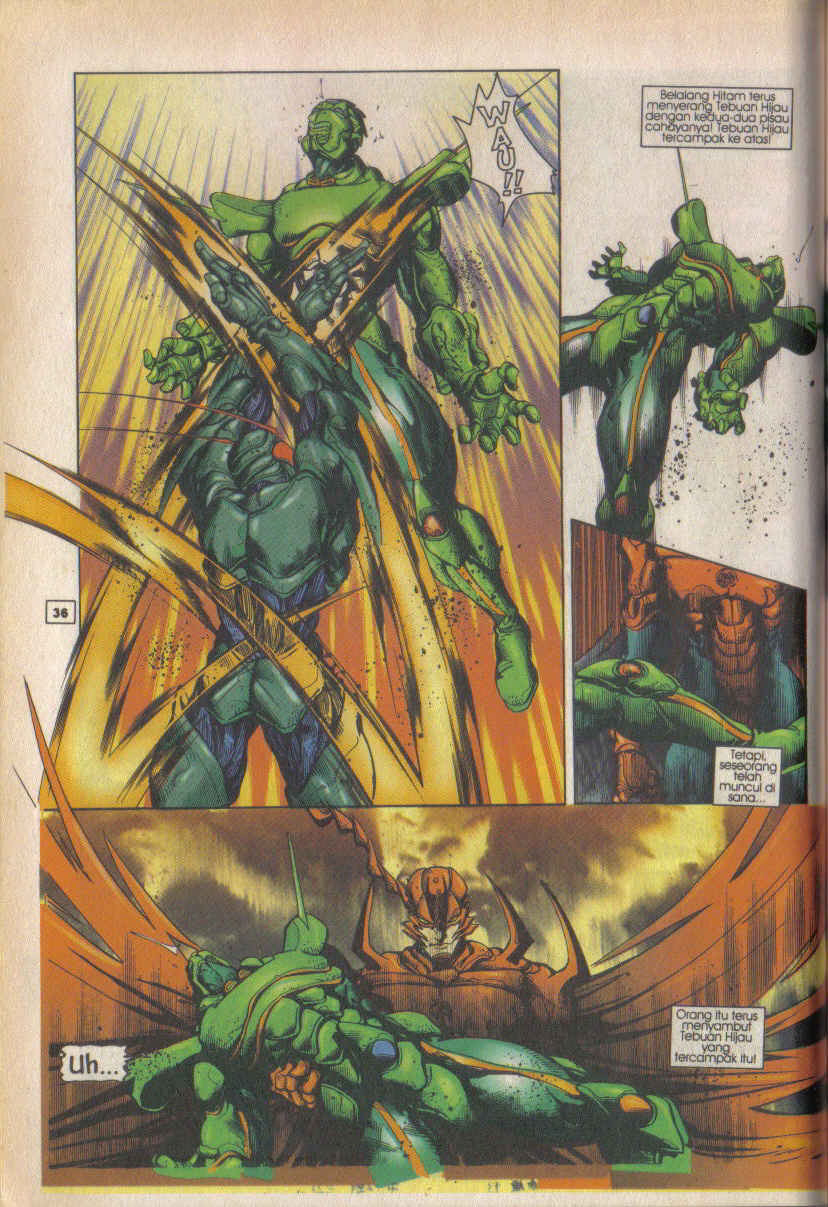 WAU!!
Belalang Hitam terus
menyerang Tebuan Hijau
dengan kedua-dua pisau
cahayanya! Tebuan Hijau
tercampak ke atas!
36
Tetapi,
seseorang
telah
muncul di
sana...
Uh...
Orang itu terus
menyambut
Tebuan Hijau
yang
tercampak itu!